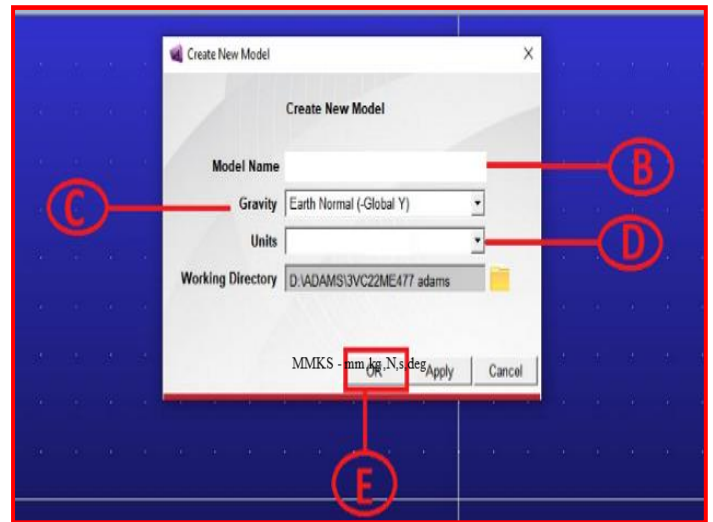 Create New Model
Create New Model
Model Name
B
C
Gravity Earth Normal (-Global Y)
Units
D
Working Directory D:\ADAMS\3VC22ME477 adams
MMKS - mm,kg,N,s,deg
OK Apply Cancel
E